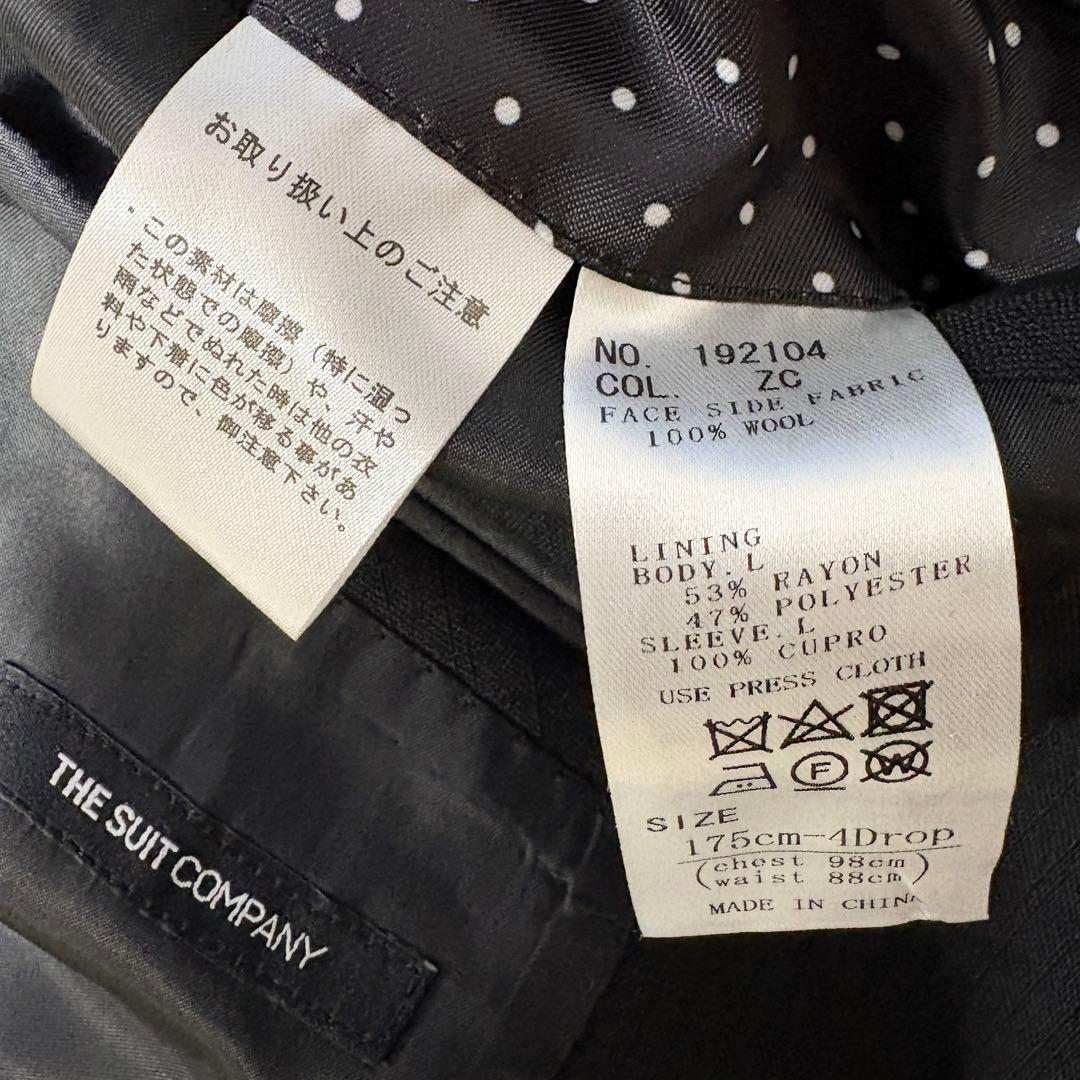 お取り扱い上のご注意
・この素材は摩擦（特に湿っ
た状態での摩擦）や、汗や
雨などでぬれた時は他の衣
料や下着に色が移る事があ
りますので、御注意下さい。
NO. 192104
COL. ZC
FACE SIDE FABRIC
100% WOOL
LINING
BODY.L
53% RAYON
47% POLYESTER
SLEEVE.L
100% CUPRO
USE PRESS CLOTH
F W
SIZE
175cm-4Drop
(chest 98cm)
(waist 88cm)
MADE IN CHINA
THE SUIT COMPANY